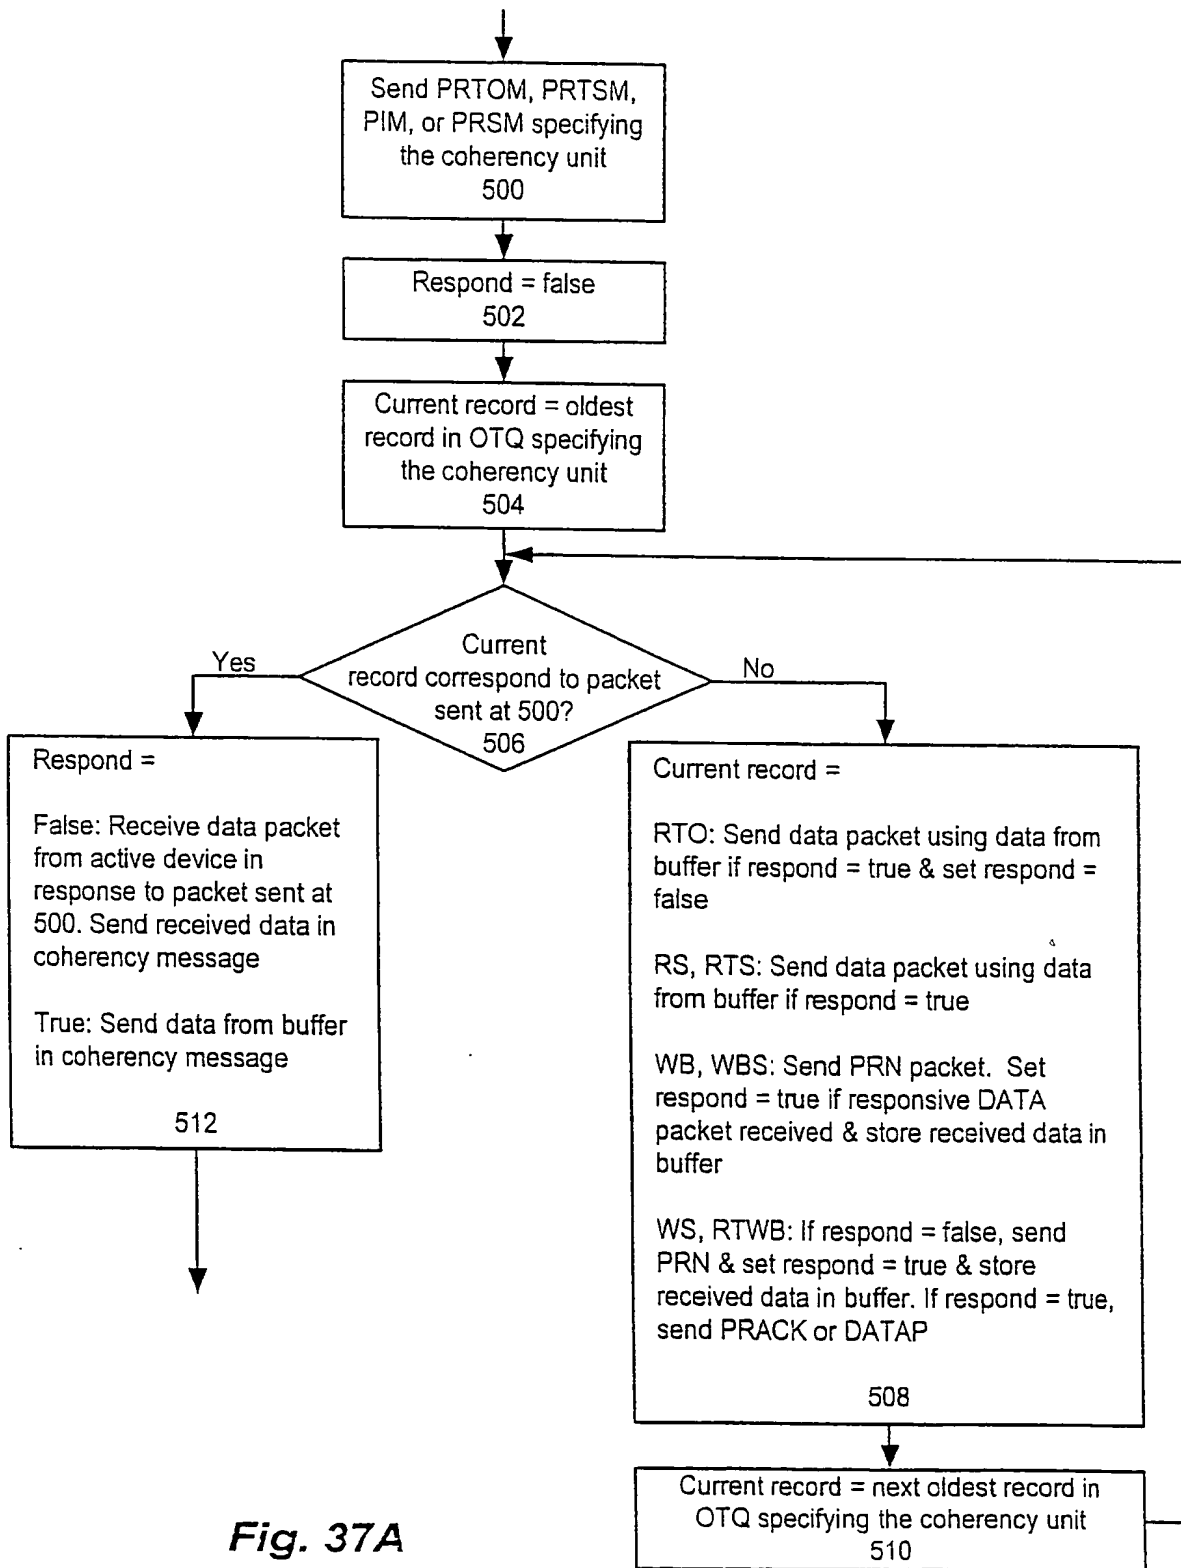 Send PRTOM, PRTSM,
PIM, or PRSM specifying
the coherency unit
500
Respond = false
502
Current record = oldest
record in OTQ specifying
the coherency unit
504
Current
record correspond to packet
sent at 500?
506
Yes
No
Respond =
False: Receive data packet
from active device in
response to packet sent at
500. Send received data in
coherency message
True: Send data from buffer
in coherency message
512
Current record =
RTO: Send data packet using data from
buffer if respond = true & set respond =
false
RS, RTS: Send data packet using data
from buffer if respond = true
WB, WBS: Send PRN packet. Set
respond = true if responsive DATA
packet received & store received data in
buffer
WS, RTWB: If respond = false, send
PRN & set respond = true & store
received data in buffer. If respond = true,
send PRACK or DATAP
508
Current record = next oldest record in
OTQ specifying the coherency unit
510
Fig. 37A